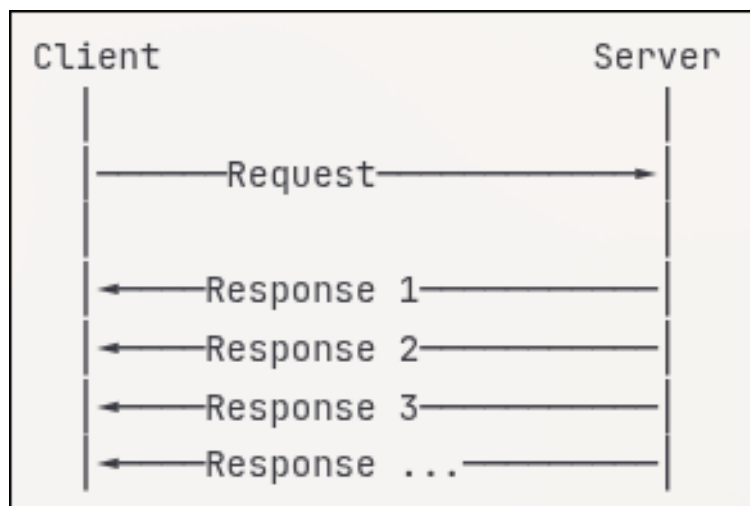 Client Server
Request
Response 1
Response 2
Response 3
Response ...